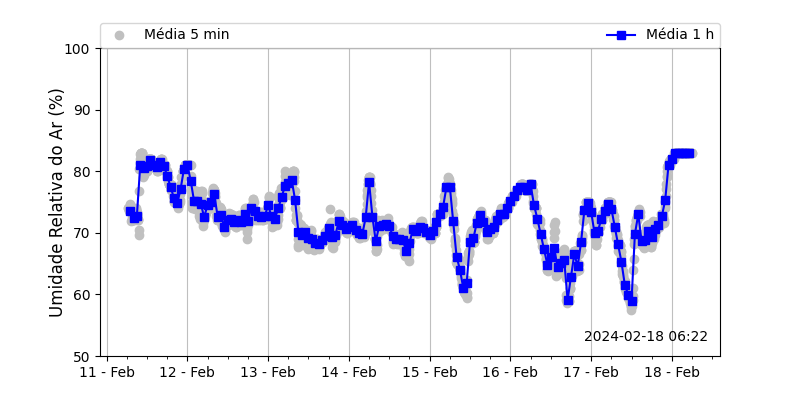 Média 5 min
Média 1 h
Umidade Relativa do Ar (%)
100
90
80
70
60
50
2024-02-18 06:22
11 - Feb
12 - Feb
13 - Feb
14 - Feb
15 - Feb
16 - Feb
17 - Feb
18 - Feb